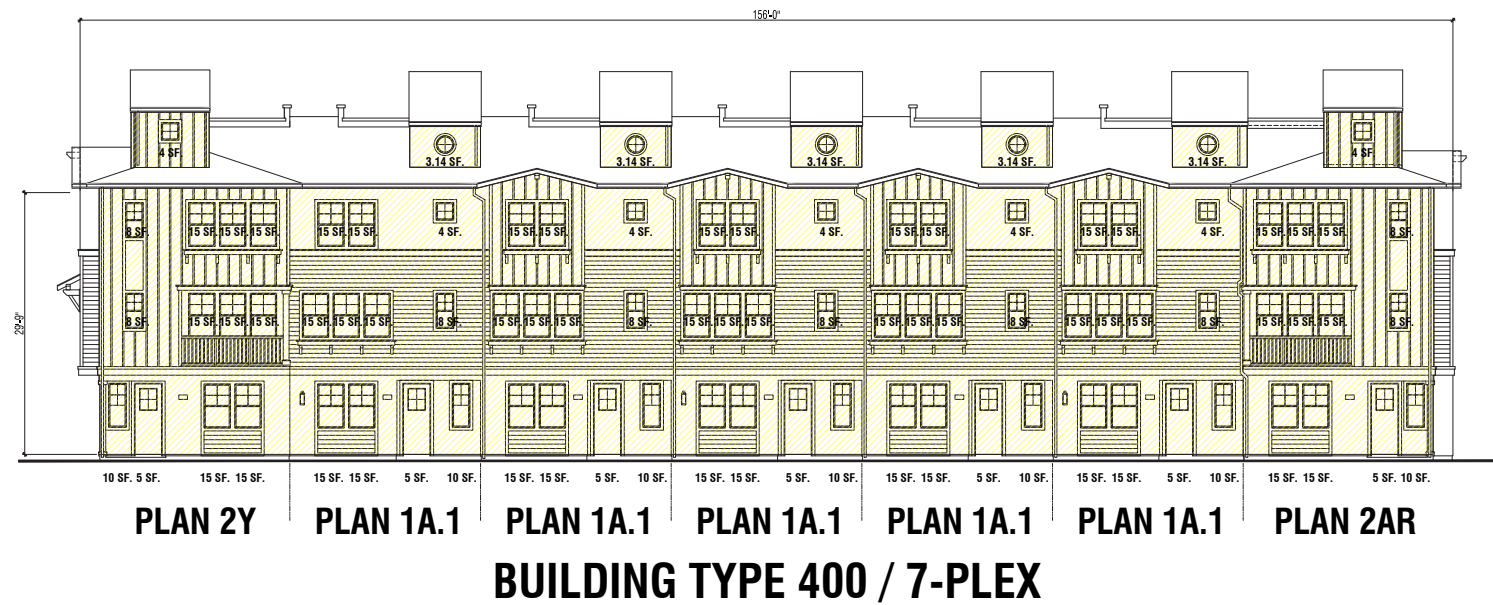 156'-0"
4 SF. 3.14 SF. 3.14 SF. 3.14 SF. 3.14 SF. 3.14 SF. 4 SF.
8 SF. 15 SF. 15 SF. 15 SF. 15 SF. 15 SF. 4 SF. 15 SF. 15 SF. 4 SF. 15 SF. 15 SF. 4 SF. 15 SF. 15 SF. 4 SF. 15 SF. 15 SF. 4 SF. 15 SF. 15 SF. 15 SF. 8 SF.
29'-9"
8 SF. 15 SF. 15 SF. 15 SF. 15 SF. 15 SF. 15 SF. 8 SF. 15 SF. 15 SF. 15 SF. 8 SF. 15 SF. 15 SF. 15 SF. 8 SF. 15 SF. 15 SF. 15 SF. 8 SF. 15 SF. 15 SF. 15 SF. 8 SF. 15 SF. 15 SF. 15 SF. 8 SF.
10 SF. 5 SF. 15 SF. 15 SF. 15 SF. 15 SF. 5 SF. 10 SF. 15 SF. 15 SF. 5 SF. 10 SF. 15 SF. 15 SF. 5 SF. 10 SF. 15 SF. 15 SF. 5 SF. 10 SF. 15 SF. 15 SF. 5 SF. 10 SF. 15 SF. 15 SF. 5 SF. 10 SF.
PLAN 2Y PLAN 1A.1 PLAN 1A.1 PLAN 1A.1 PLAN 1A.1 PLAN 1A.1 PLAN 2AR
BUILDING TYPE 400 / 7-PLEX